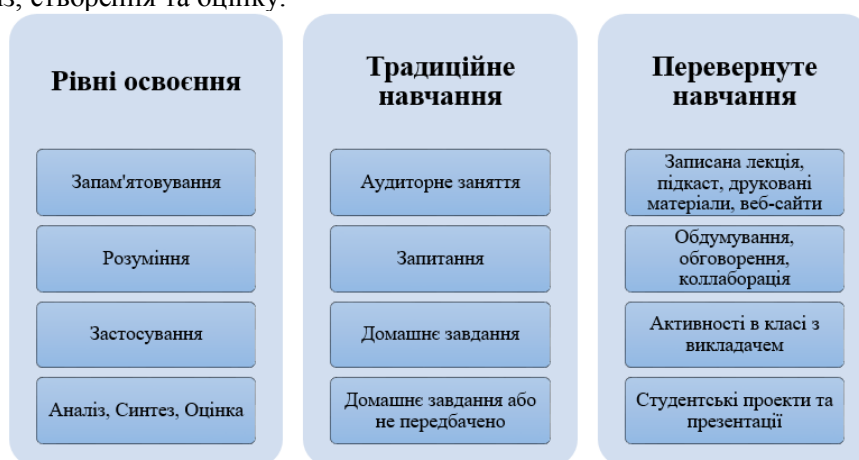 із, створення та оцінку.
Рівні освоєння
Запам'ятовування
Розуміння
Застосування
Аналіз, Синтез, Оцінка
Традиційне
навчання
Аудиторне заняття
Запитання
Домашнє завдання
Домашнє завдання або
не передбачено
Перевернуте
навчання
Записана лекція,
підкаст, друковані
матеріали, веб-сайти
Обдумування,
обговорення,
коллаборація
Активності в класі з
викладачем
Студентські проекти та
презентації